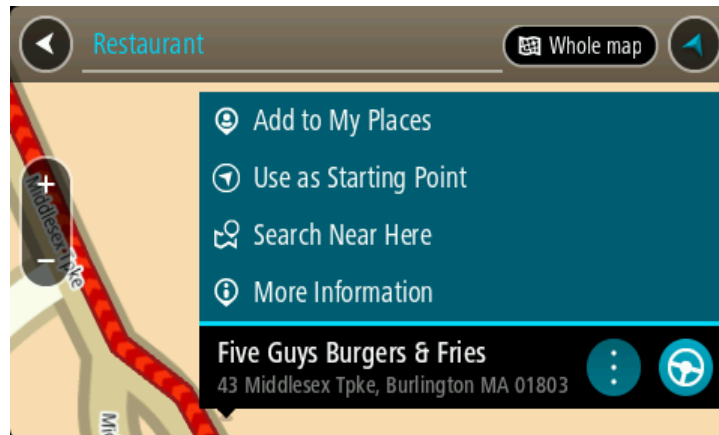 Restaurant
Whole map
Add to My Places
Use as Starting Point
Search Near Here
More Information
Five Guys Burgers & Fries
43 Middlesex Tpke, Burlington MA 01803
+
Middlesex Tpke
–
Mi